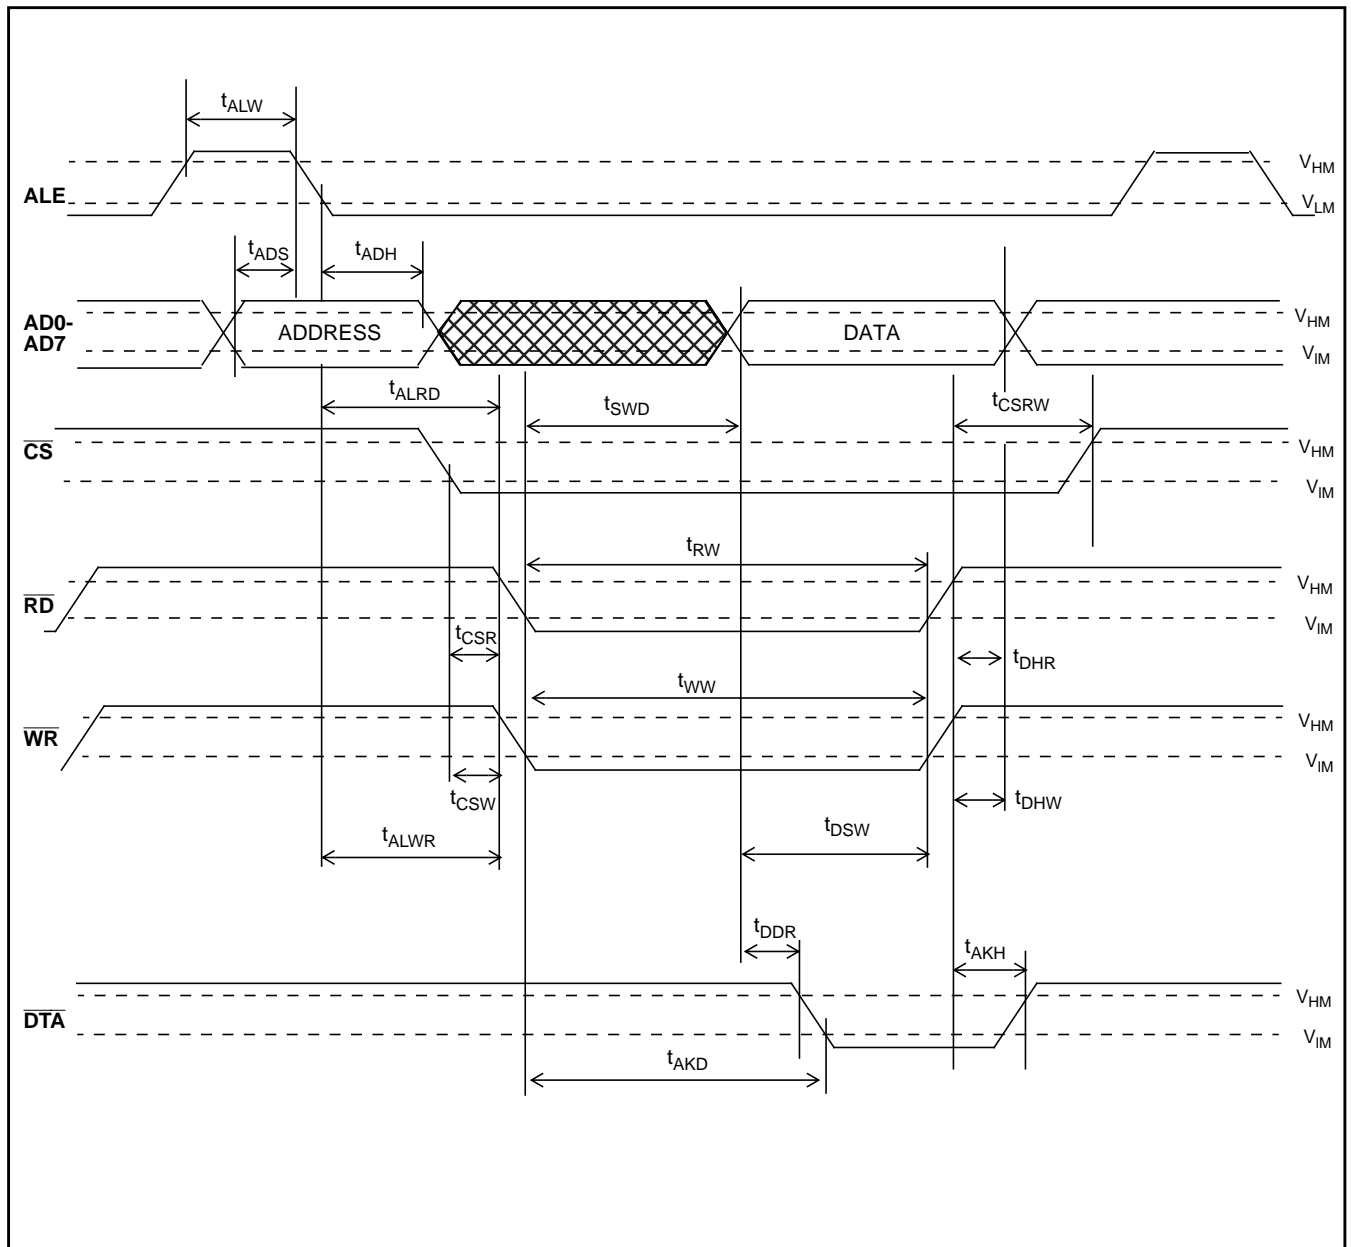 tALW
VHM
ALE
VLM
tADS
tADH
AD0-
AD7
ADDRESS
DATA
VHM
VIM
tALRD
tSWD
tCSRW
CS
VHM
VIM
tRW
RD
VHM
VIM
tCSR
tDHR
tWW
WR
VHM
VIM
tCSW
tDHW
tALWR
tDSW
tDDR
tAKH
DTA
VHM
VIM
tAKD